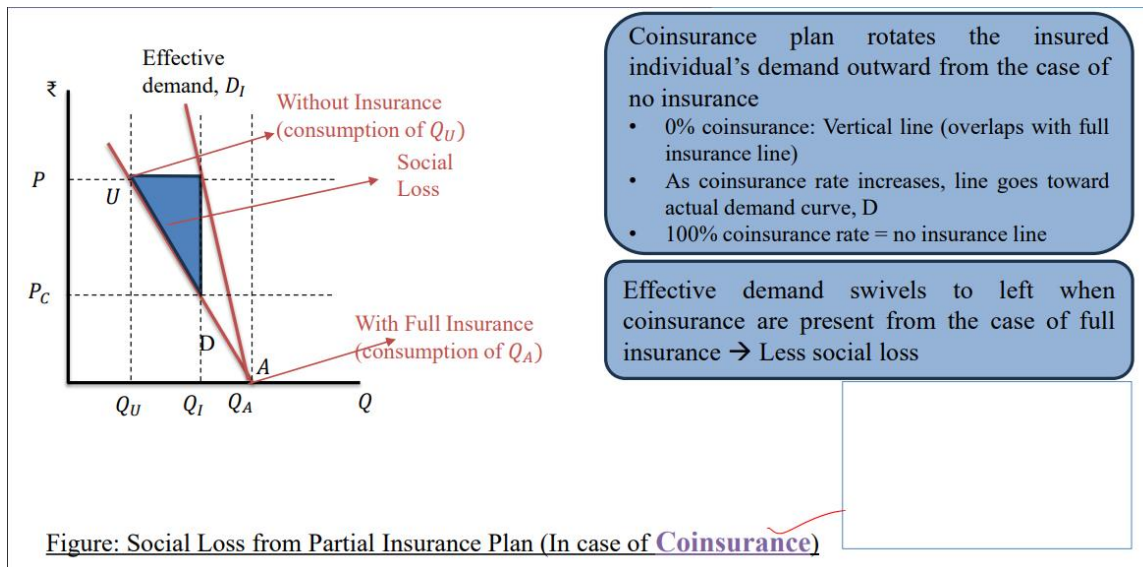 Effective
demand, D_I
₹
Without Insurance
(consumption of Q_U)
Social
Loss
P
U
P_C
D
A
With Full Insurance
(consumption of Q_A)
Q_U Q_I Q_A Q
Coinsurance plan rotates the insured
individual's demand outward from the case of
no insurance
• 0% coinsurance: Vertical line (overlaps with full
insurance line)
• As coinsurance rate increases, line goes toward
actual demand curve, D
• 100% coinsurance rate = no insurance line
Effective demand swivels to left when
coinsurance are present from the case of full
insurance → Less social loss
Figure: Social Loss from Partial Insurance Plan (In case of Coinsurance)